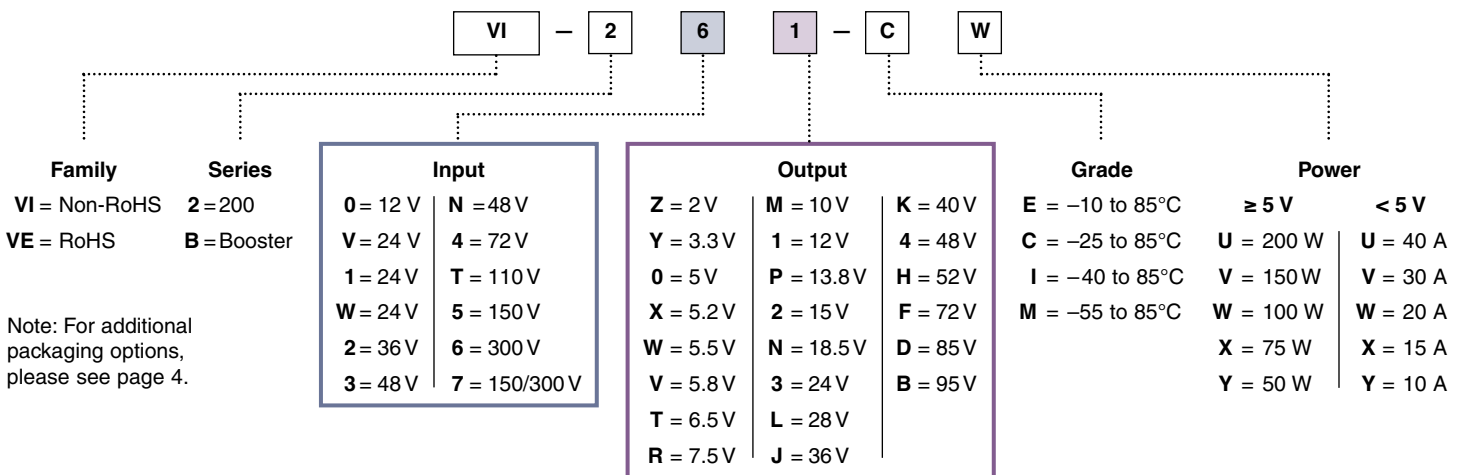 VI – 2 6 1 – C W
Family Series Input Output Grade Power
VI = Non-RoHS 2 = 200 0 = 12 V N = 48 V Z = 2 V M = 10 V K = 40 V E = –10 to 85°C ≥ 5 V < 5 V
VE = RoHS B = Booster V = 24 V 4 = 72 V Y = 3.3 V 1 = 12 V 4 = 48 V C = –25 to 85°C U = 200 W U = 40 A
1 = 24 V T = 110 V 0 = 5 V P = 13.8 V H = 52 V I = –40 to 85°C V = 150 W V = 30 A
Note: For additional W = 24 V 5 = 150 V X = 5.2 V 2 = 15 V F = 72 V M = –55 to 85°C W = 100 W W = 20 A
packaging options, 2 = 36 V 6 = 300 V W = 5.5 V N = 18.5 V D = 85 V X = 75 W X = 15 A
please see page 4. 3 = 48 V 7 = 150/300 V V = 5.8 V 3 = 24 V B = 95 V Y = 50 W Y = 10 A
T = 6.5 V L = 28 V
R = 7.5 V J = 36 V